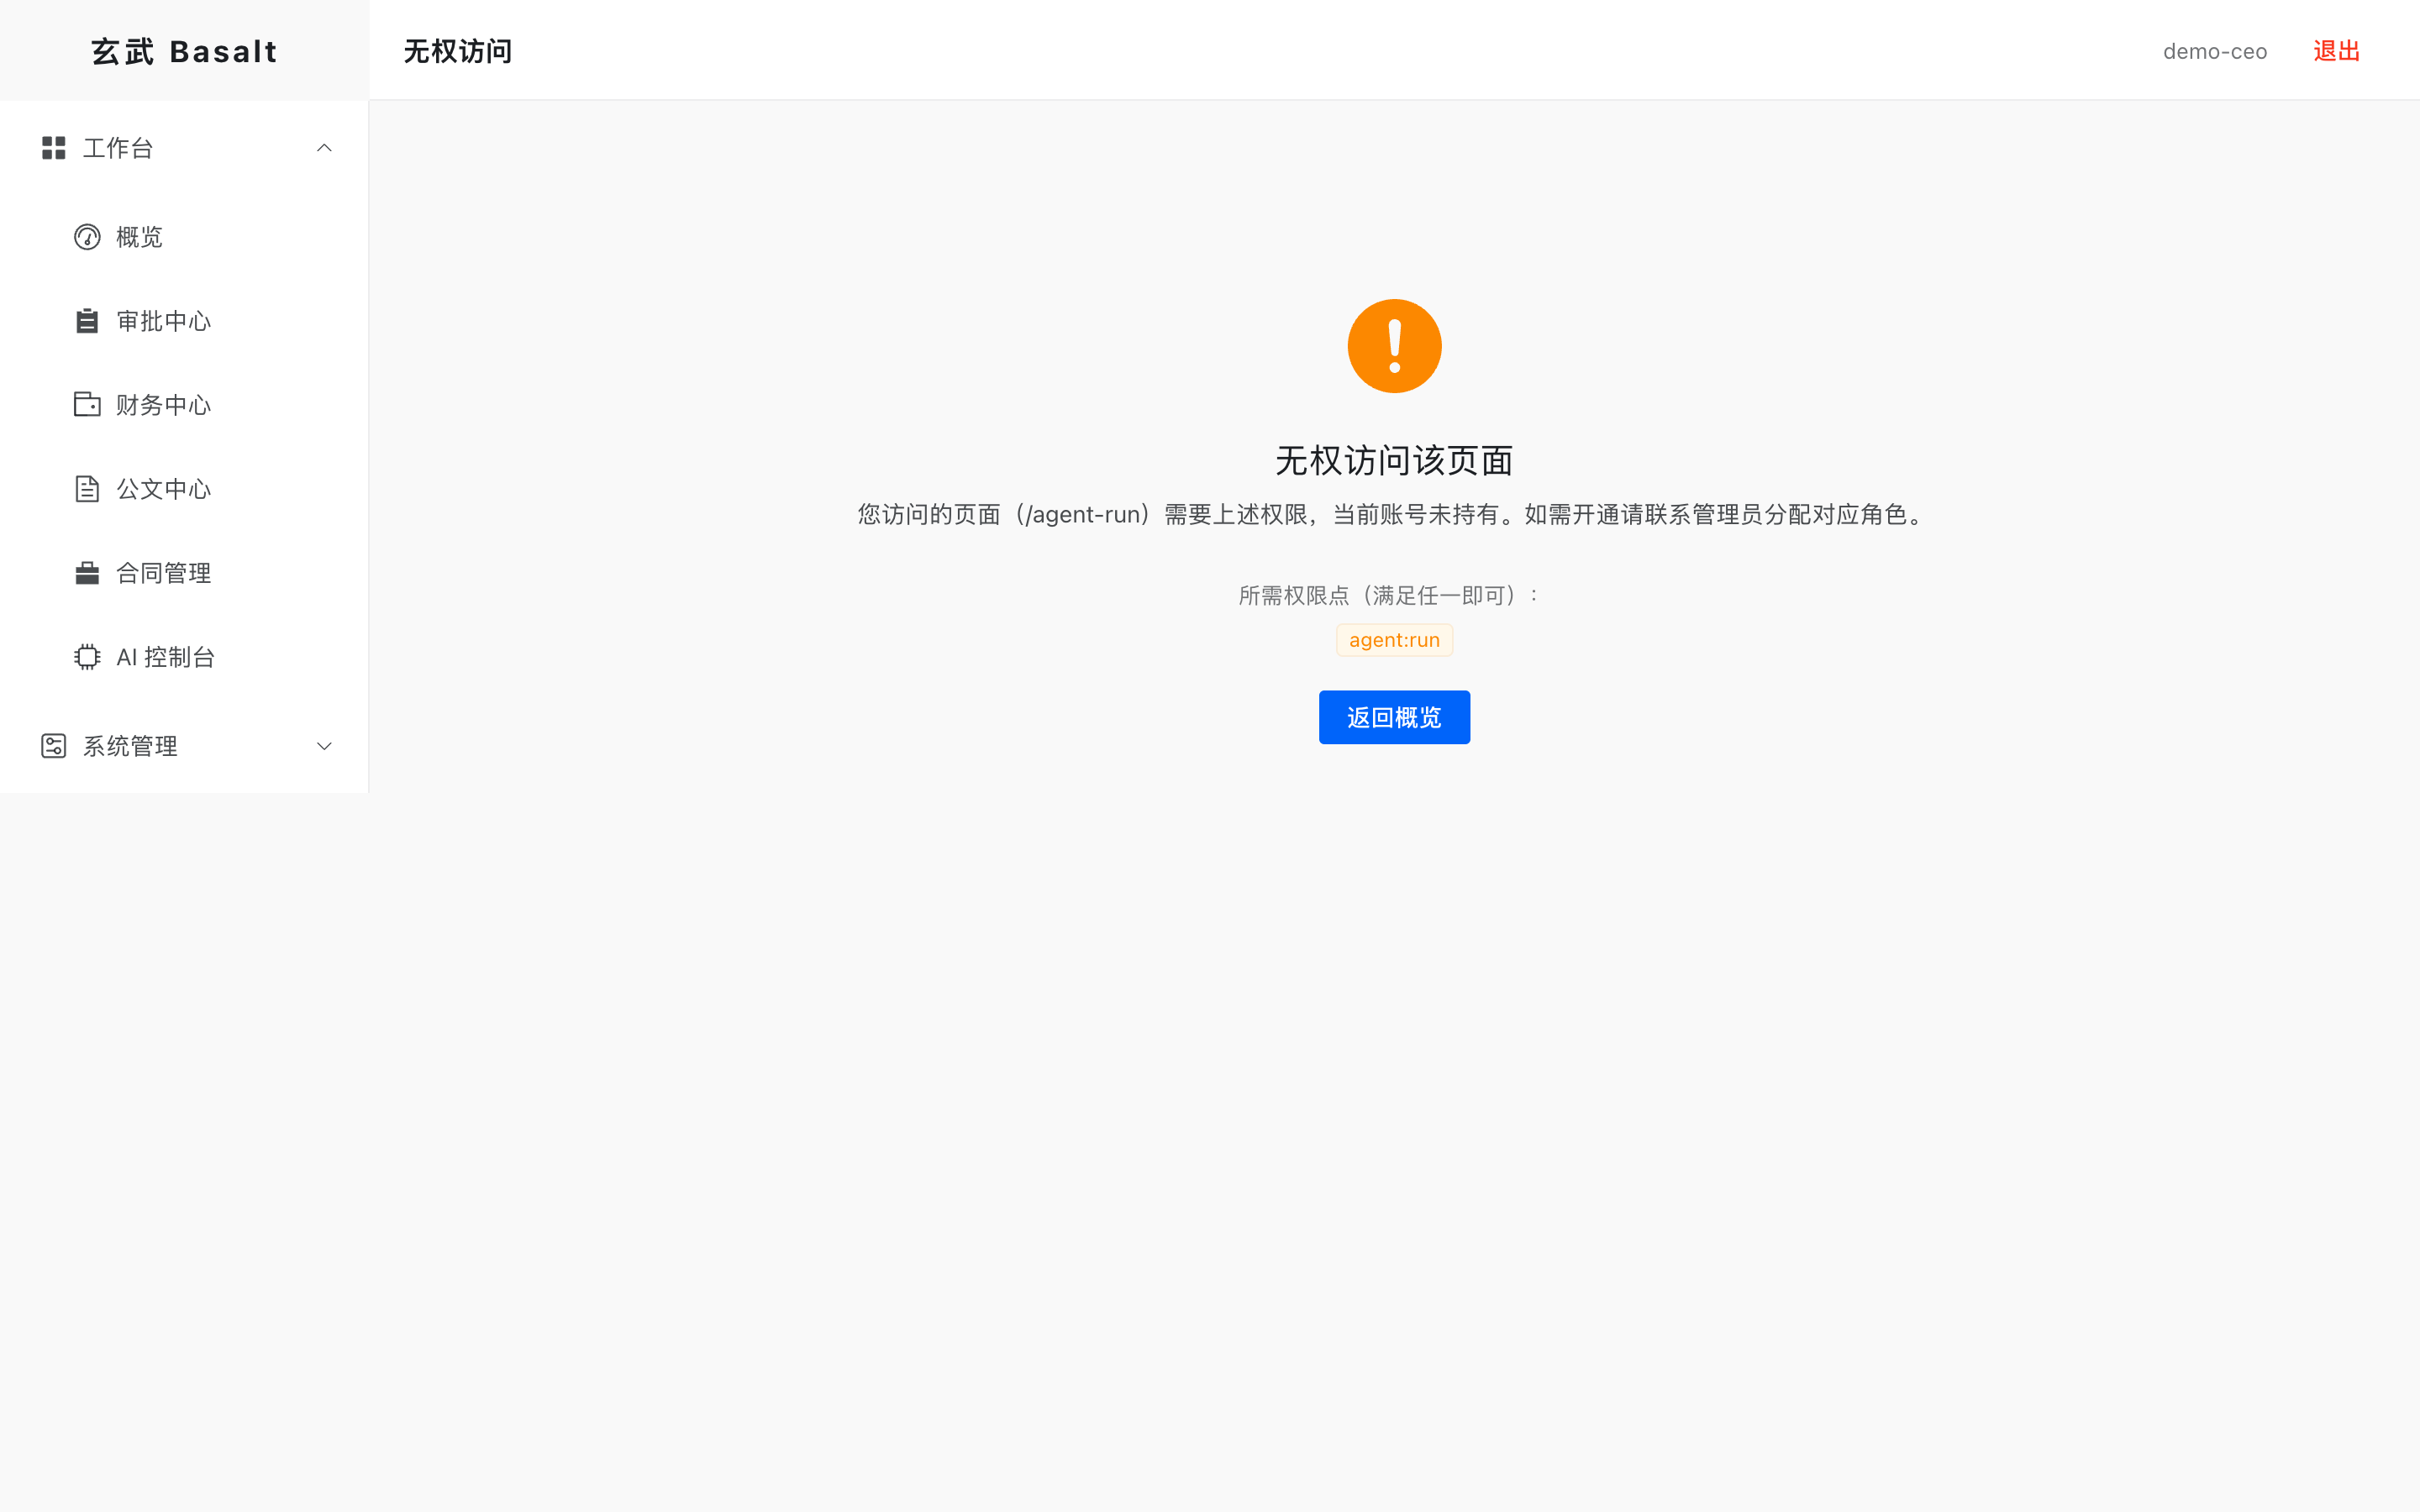 玄武 Basalt
无权访问
demo-ceo
退出
工作台
概览
审批中心
财务中心
公文中心
合同管理
AI 控制台
系统管理
无权访问该页面
您访问的页面（/agent-run）需要上述权限，当前账号未持有。如需开通请联系管理员分配对应角色。
所需权限点（满足任一即可）：
agent:run
返回概览